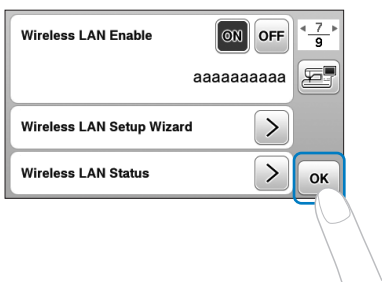 Wireless LAN Enable
ON OFF
7
9
aaaaaaaaaa
Wireless LAN Setup Wizard
Wireless LAN Status
OK